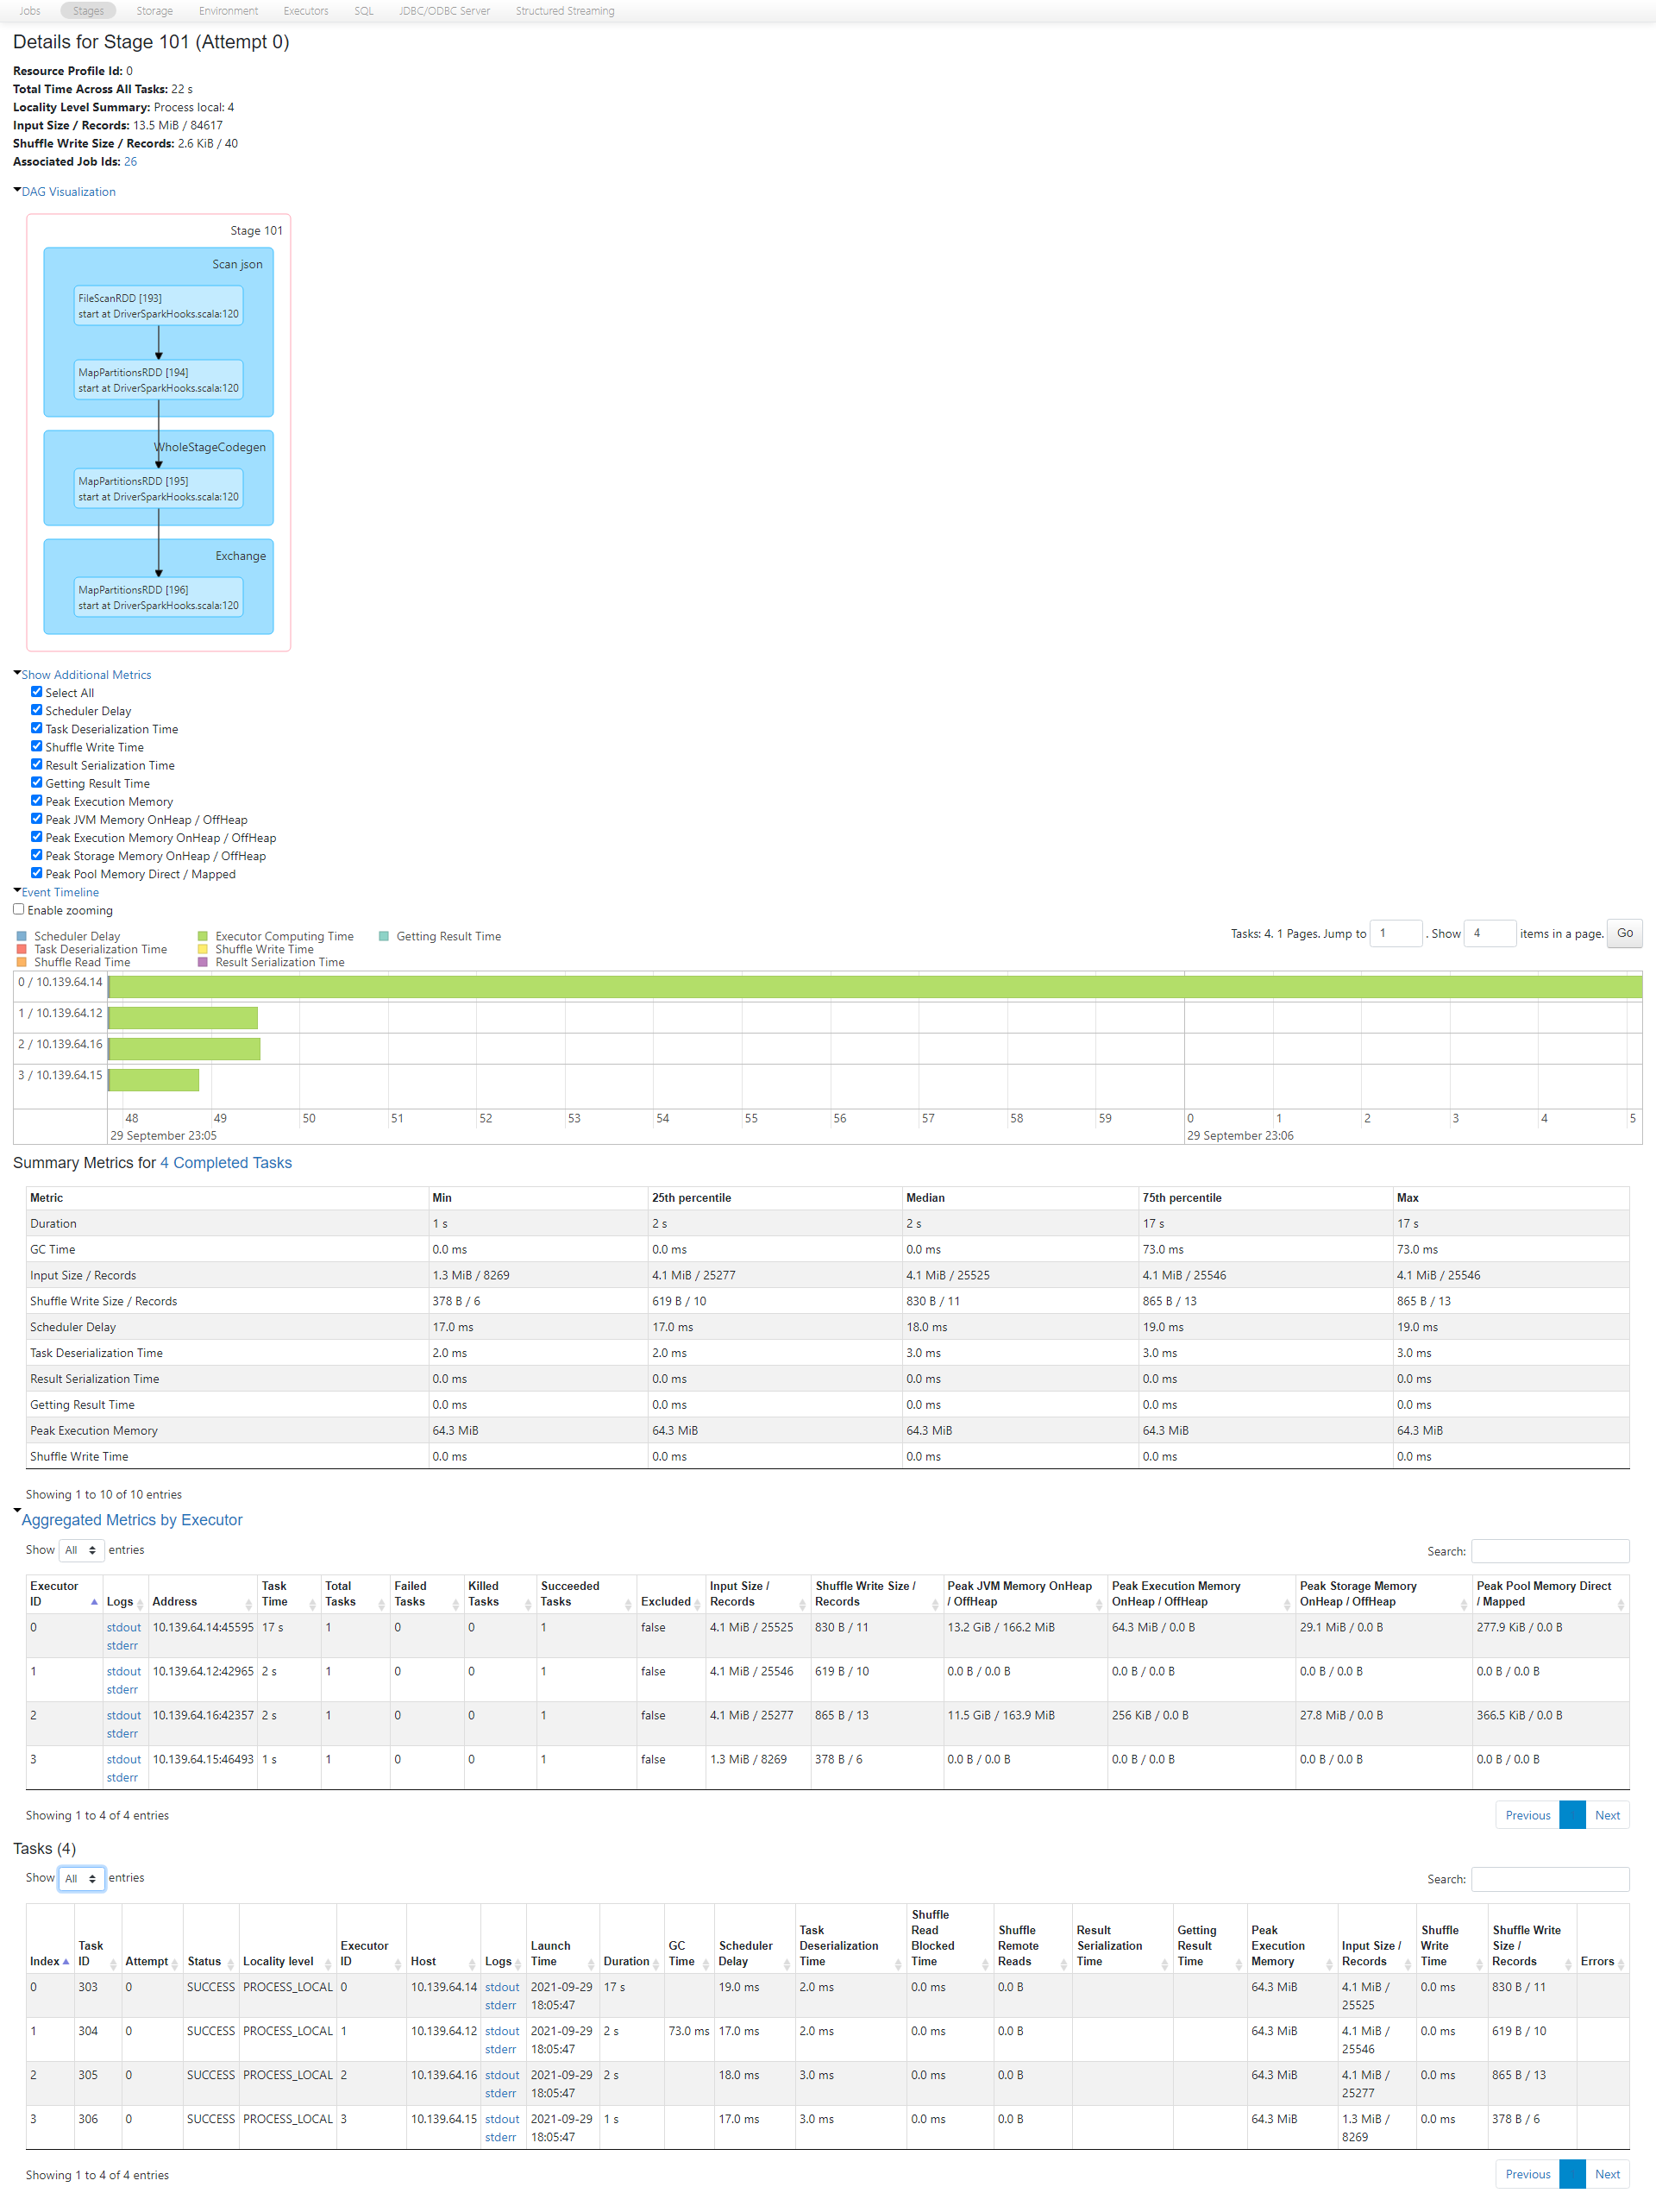 Jobs Stages Storage Environment Executors SQL JDBC/ODBC Server Structured Streaming
Details for Stage 101 (Attempt 0)
Resource Profile Id: 0
Total Time Across All Tasks: 22 s
Locality Level Summary: Process local: 4
Input Size / Records: 13.5 MiB / 84617
Shuffle Write Size / Records: 2.6 KiB / 40
Associated Job Ids: 26
DAG Visualization
Stage 101
Scan json
FileScanRDD [193]
start at DriverSparkHooks.scala:120
MapPartitionsRDD [194]
start at DriverSparkHooks.scala:120
WholeStageCodegen
MapPartitionsRDD [195]
start at DriverSparkHooks.scala:120
Exchange
MapPartitionsRDD [196]
start at DriverSparkHooks.scala:120
Show Additional Metrics
Select All
Scheduler Delay
Task Deserialization Time
Shuffle Write Time
Result Serialization Time
Getting Result Time
Peak Execution Memory
Peak JVM Memory OnHeap / OffHeap
Peak Execution Memory OnHeap / OffHeap
Peak Storage Memory OnHeap / OffHeap
Peak Pool Memory Direct / Mapped
Event Timeline
Enable zooming
Scheduler Delay Executor Computing Time Getting Result Time
Task Deserialization Time Shuffle Write Time
Shuffle Read Time Result Serialization Time
Tasks: 4. 1 Pages. Jump to 1 . Show 4 items in a page. Go
0 / 10.139.64.14
1 / 10.139.64.12
2 / 10.139.64.16
3 / 10.139.64.15
48 49 50 51 52 53 54 55 56 57 58 59 0 1 2 3 4 5
29 September 23:05 29 September 23:06
Summary Metrics for 4 Completed Tasks
Metric Min 25th percentile Median 75th percentile Max
Duration 1 s 2 s 2 s 17 s 17 s
GC Time 0.0 ms 0.0 ms 0.0 ms 73.0 ms 73.0 ms
Input Size / Records 1.3 MiB / 8269 4.1 MiB / 25277 4.1 MiB / 25525 4.1 MiB / 25546 4.1 MiB / 25546
Shuffle Write Size / Records 378 B / 6 619 B / 10 830 B / 11 865 B / 13 865 B / 13
Scheduler Delay 17.0 ms 17.0 ms 18.0 ms 19.0 ms 19.0 ms
Task Deserialization Time 2.0 ms 2.0 ms 3.0 ms 3.0 ms 3.0 ms
Result Serialization Time 0.0 ms 0.0 ms 0.0 ms 0.0 ms 0.0 ms
Getting Result Time 0.0 ms 0.0 ms 0.0 ms 0.0 ms 0.0 ms
Peak Execution Memory 64.3 MiB 64.3 MiB 64.3 MiB 64.3 MiB 64.3 MiB
Shuffle Write Time 0.0 ms 0.0 ms 0.0 ms 0.0 ms 0.0 ms
Showing 1 to 10 of 10 entries
Aggregated Metrics by Executor
Show All entries Search:
Executor ID Logs Address Task Time Total Tasks Failed Tasks Killed Tasks Succeeded Tasks Excluded Input Size / Records Shuffle Write Size / Records Peak JVM Memory OnHeap / OffHeap Peak Execution Memory OnHeap / OffHeap Peak Storage Memory OnHeap / OffHeap Peak Pool Memory Direct / Mapped
0 stdout stderr 10.139.64.14:45595 17 s 1 0 0 1 false 4.1 MiB / 25525 830 B / 11 13.2 GiB / 166.2 MiB 64.3 MiB / 0.0 B 29.1 MiB / 0.0 B 277.9 KiB / 0.0 B
1 stdout stderr 10.139.64.12:42965 2 s 1 0 0 1 false 4.1 MiB / 25546 619 B / 10 0.0 B / 0.0 B 0.0 B / 0.0 B 0.0 B / 0.0 B 0.0 B / 0.0 B
2 stdout stderr 10.139.64.16:42357 2 s 1 0 0 1 false 4.1 MiB / 25277 865 B / 13 11.5 GiB / 163.9 MiB 256 KiB / 0.0 B 27.8 MiB / 0.0 B 366.5 KiB / 0.0 B
3 stdout stderr 10.139.64.15:46493 1 s 1 0 0 1 false 1.3 MiB / 8269 378 B / 6 0.0 B / 0.0 B 0.0 B / 0.0 B 0.0 B / 0.0 B 0.0 B / 0.0 B
Showing 1 to 4 of 4 entries Previous Next
Tasks (4)
Show All entries Search:
Index Task ID Attempt Status Locality level Executor ID Host Logs Launch Time Duration GC Time Scheduler Delay Task Deserialization Time Shuffle Read Blocked Time Shuffle Remote Reads Result Serialization Time Getting Result Time Peak Execution Memory Input Size / Records Shuffle Write Time Shuffle Write Size / Records Errors
0 303 0 SUCCESS PROCESS_LOCAL 0 10.139.64.14 stdout stderr 2021-09-29 18:05:47 17 s 19.0 ms 2.0 ms 0.0 ms 0.0 B 64.3 MiB 4.1 MiB / 25525 0.0 ms 830 B / 11
1 304 0 SUCCESS PROCESS_LOCAL 1 10.139.64.12 stdout stderr 2021-09-29 18:05:47 2 s 73.0 ms 17.0 ms 2.0 ms 0.0 ms 0.0 B 64.3 MiB 4.1 MiB / 25546 0.0 ms 619 B / 10
2 305 0 SUCCESS PROCESS_LOCAL 2 10.139.64.16 stdout stderr 2021-09-29 18:05:47 2 s 18.0 ms 3.0 ms 0.0 ms 0.0 B 64.3 MiB 4.1 MiB / 25277 0.0 ms 865 B / 13
3 306 0 SUCCESS PROCESS_LOCAL 3 10.139.64.15 stdout stderr 2021-09-29 18:05:47 1 s 17.0 ms 3.0 ms 0.0 ms 0.0 B 64.3 MiB 1.3 MiB / 8269 0.0 ms 378 B / 6
Showing 1 to 4 of 4 entries Previous Next